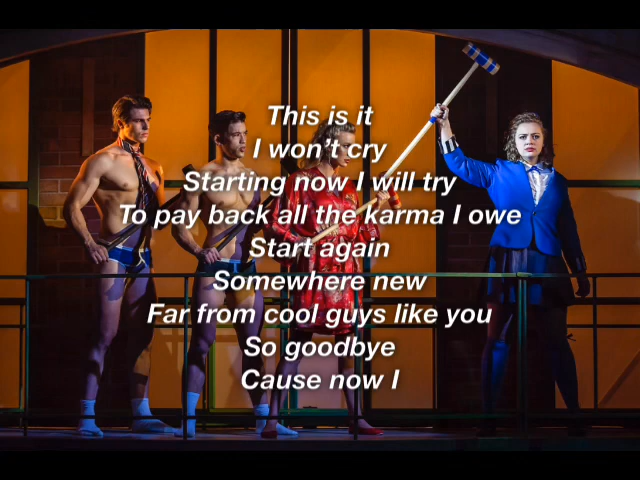 This is it
I won't cry
Starting now I will try
To pay back all the karma I owe
Start again
Somewhere new
Far from cool guys like you
So goodbye
Cause now I